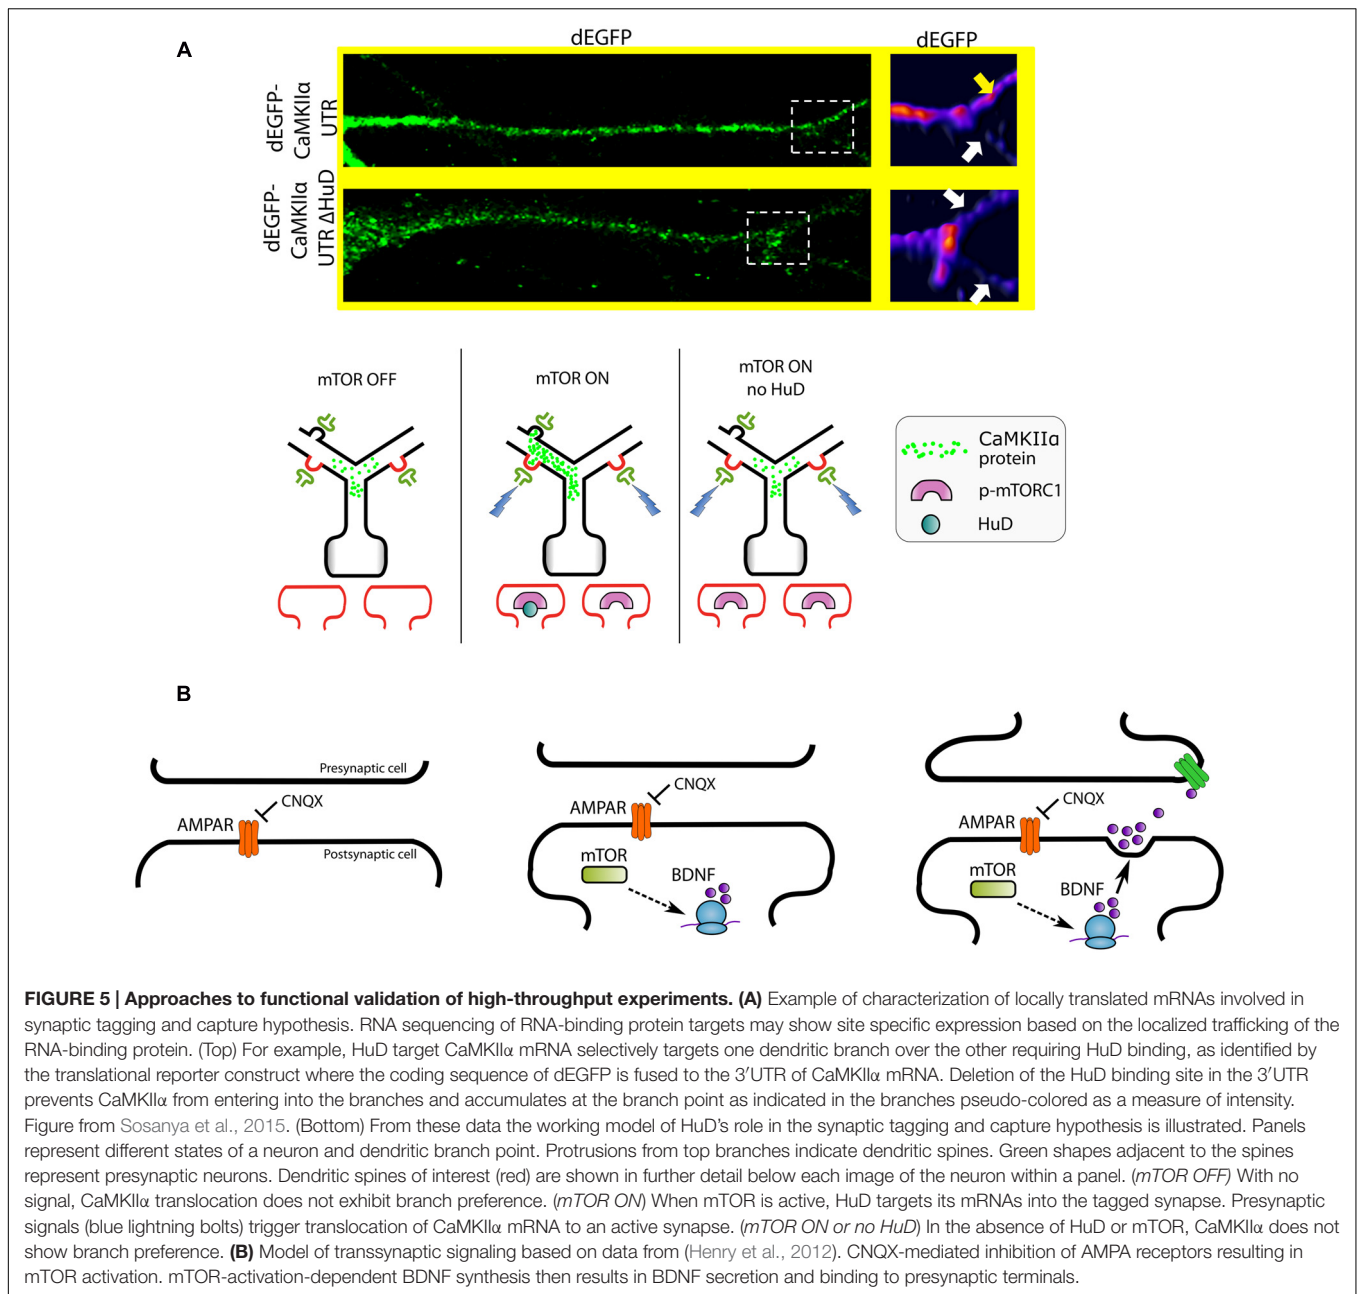 A
dEGFP
dEGFP
dEGFP-
CaMKIIα
UTR
dEGFP-
CaMKIIα
UTR ΔHuD
mTOR OFF
mTOR ON
mTOR ON
no HuD
CaMKIIα
protein
p-mTORC1
HuD
B
Presynaptic cell
CNQX
AMPAR
Postsynaptic cell
CNQX
AMPAR
mTOR
BDNF
CNQX
AMPAR
mTOR
BDNF
FIGURE 5 | Approaches to functional validation of high-throughput experiments. (A) Example of characterization of locally translated mRNAs involved in
synaptic tagging and capture hypothesis. RNA sequencing of RNA-binding protein targets may show site specific expression based on the localized trafficking of the
RNA-binding protein. (Top) For example, HuD target CaMKIIα mRNA selectively targets one dendritic branch over the other requiring HuD binding, as identified by
the translational reporter construct where the coding sequence of dEGFP is fused to the 3′UTR of CaMKIIα mRNA. Deletion of the HuD binding site in the 3′UTR
prevents CaMKIIα from entering into the branches and accumulates at the branch point as indicated in the branches pseudo-colored as a measure of intensity.
Figure from Sosanya et al., 2015. (Bottom) From these data the working model of HuD's role in the synaptic tagging and capture hypothesis is illustrated. Panels
represent different states of a neuron and dendritic branch point. Protrusions from top branches indicate dendritic spines. Green shapes adjacent to the spines
represent presynaptic neurons. Dendritic spines of interest (red) are shown in further detail below each image of the neuron within a panel. (mTOR OFF) With no
signal, CaMKIIα translocation does not exhibit branch preference. (mTOR ON) When mTOR is active, HuD targets its mRNAs into the tagged synapse. Presynaptic
signals (blue lightning bolts) trigger translocation of CaMKIIα mRNA to an active synapse. (mTOR ON or no HuD) In the absence of HuD or mTOR, CaMKIIα does not
show branch preference. (B) Model of transsynaptic signaling based on data from (Henry et al., 2012). CNQX-mediated inhibition of AMPA receptors resulting in
mTOR activation. mTOR-activation-dependent BDNF synthesis then results in BDNF secretion and binding to presynaptic terminals.